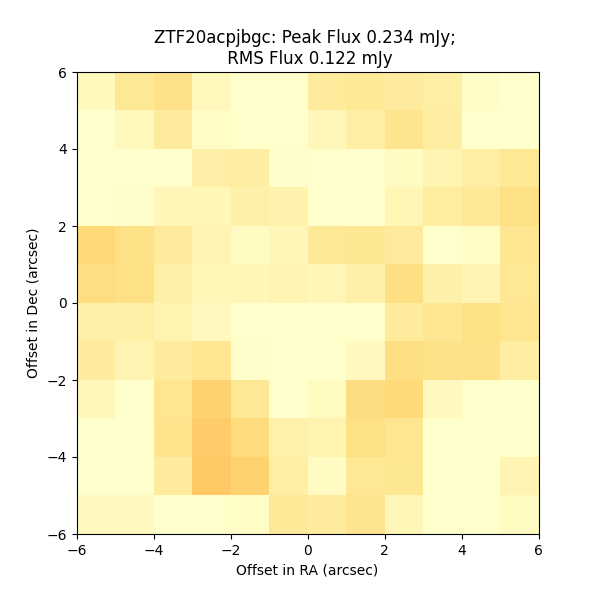 ZTF20acpjbgc: Peak Flux 0.234 mJy;
RMS Flux 0.122 mJy
6
4
2
0
−2
−4
−6
Offset in Dec (arcsec)
−6 −4 −2 0 2 4 6
Offset in RA (arcsec)